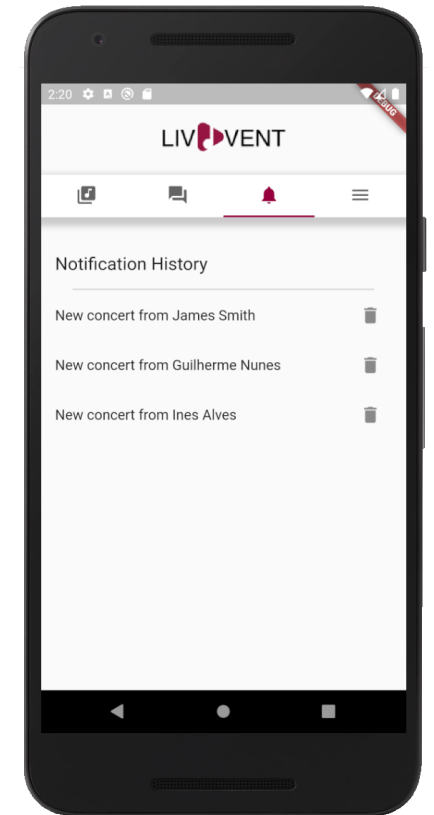 2:20
DEBUG
LIVEVENT
Notification History
New concert from James Smith
New concert from Guilherme Nunes
New concert from Ines Alves